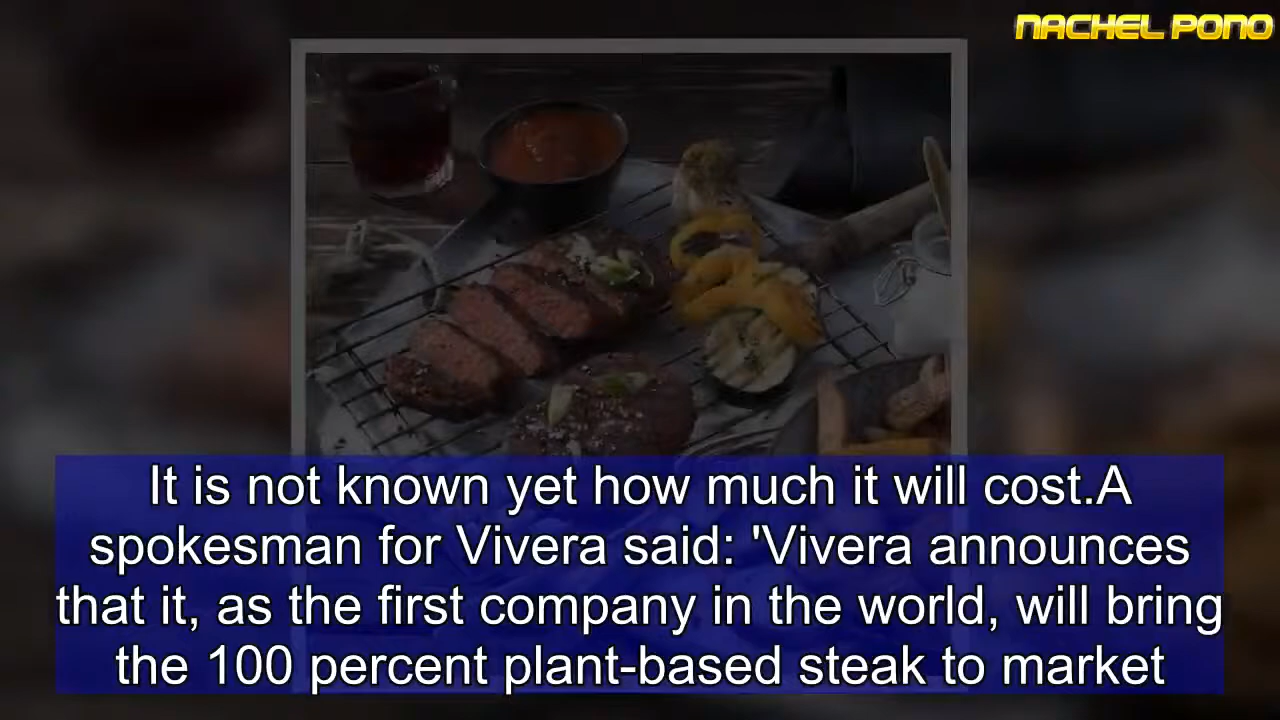 NACHEL PONO
It is not known yet how much it will cost.A
spokesman for Vivera said: 'Vivera announces
that it, as the first company in the world, will bring
the 100 percent plant-based steak to market